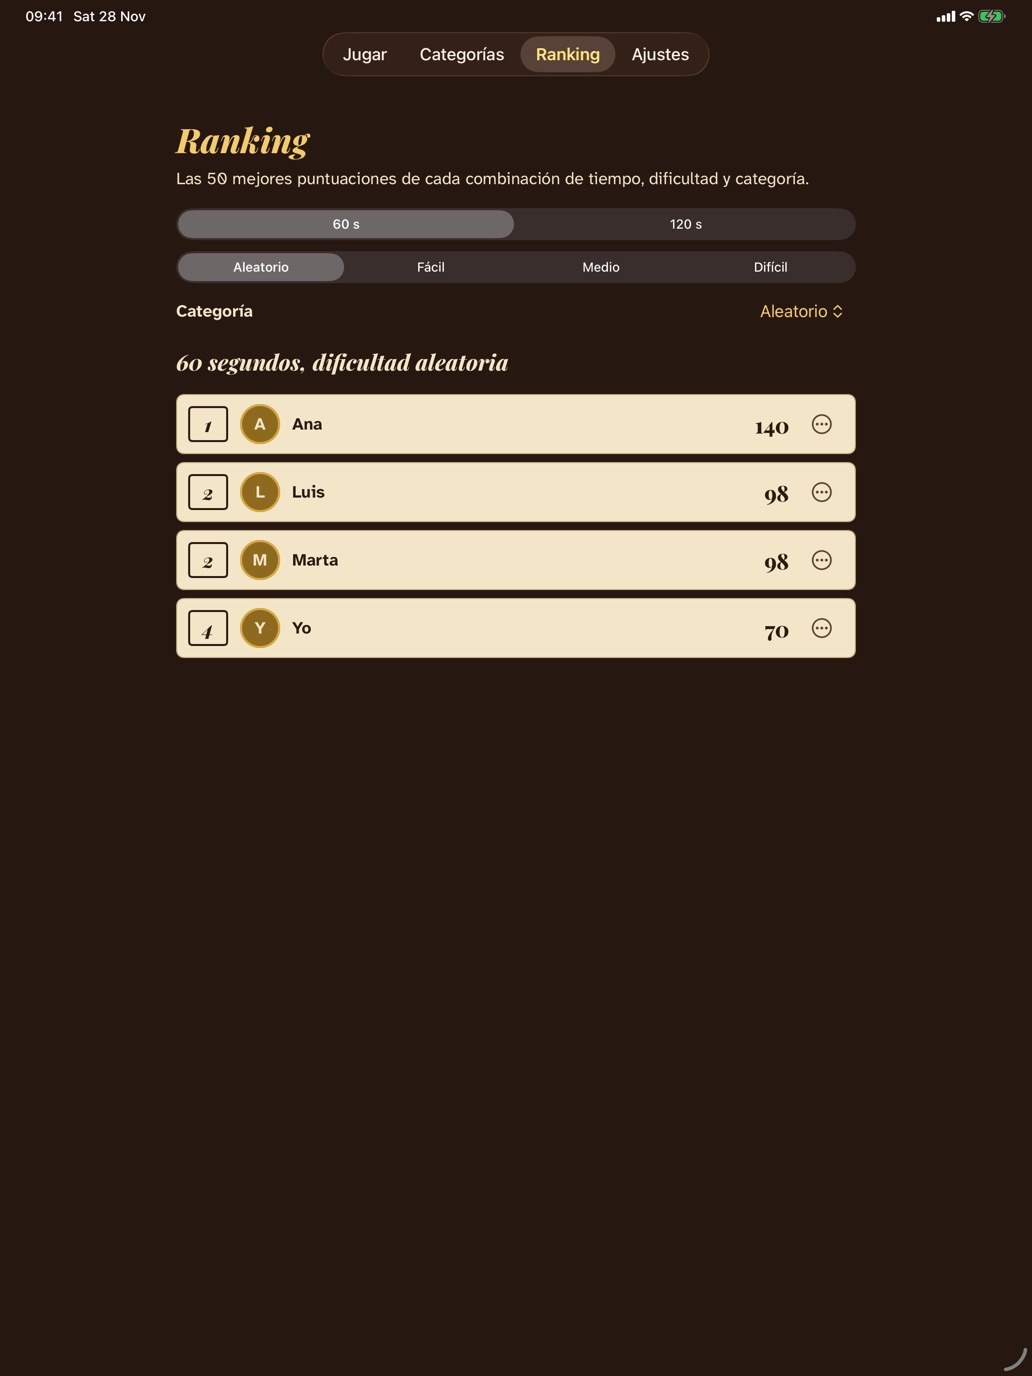 09:41 Sat 28 Nov
Jugar Categorías Ranking Ajustes
Ranking
Las 50 mejores puntuaciones de cada combinación de tiempo, dificultad y categoría.
60 s 120 s
Aleatorio Fácil Medio Difícil
Categoría Aleatorio
60 segundos, dificultad aleatoria
1 A Ana 140
2 L Luis 98
2 M Marta 98
4 Y Yo 70